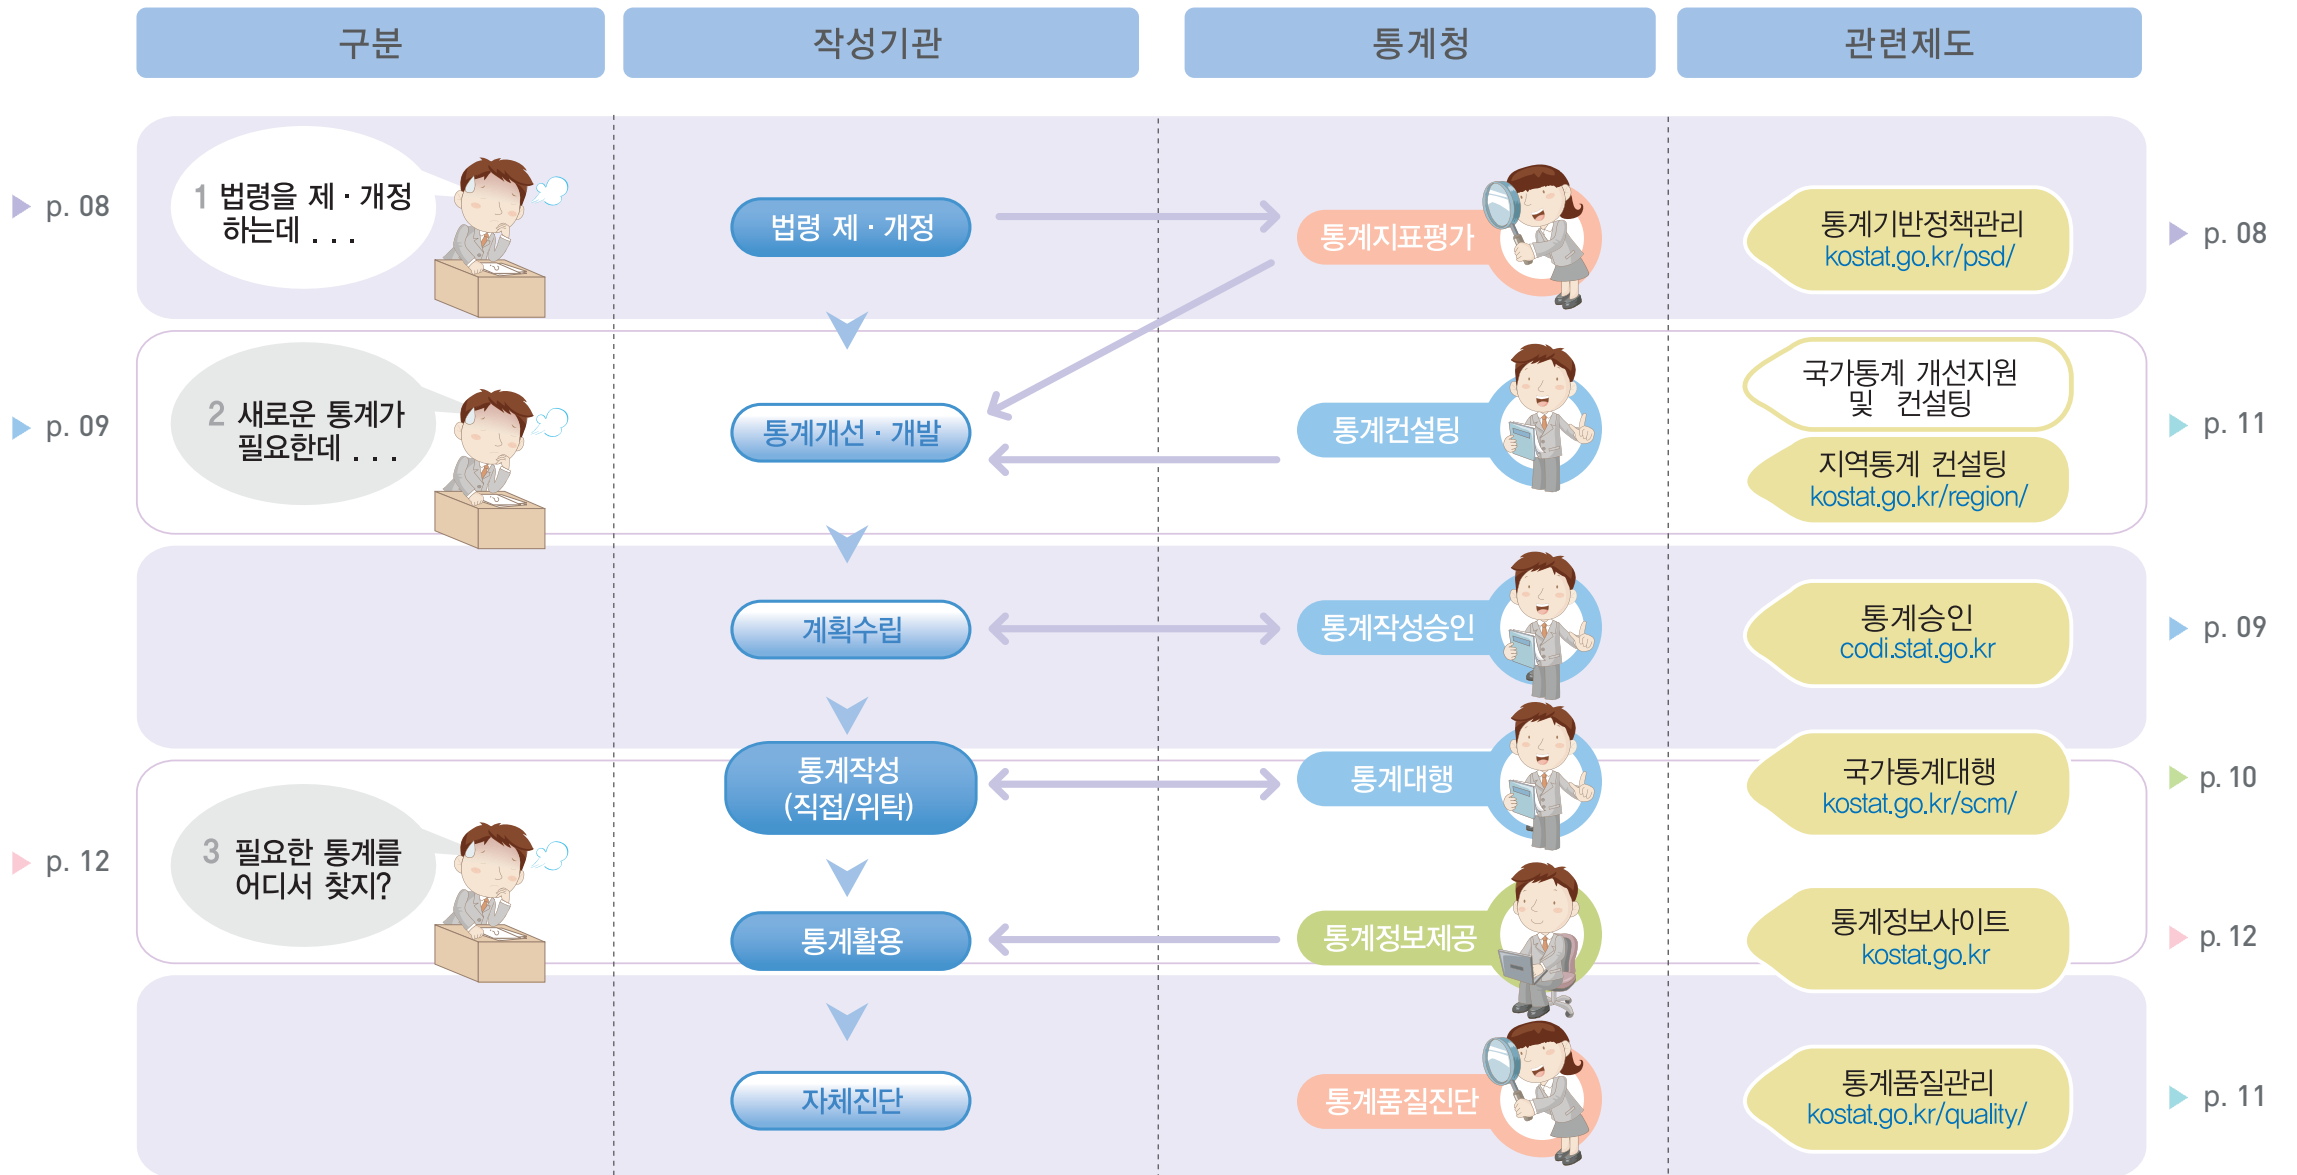 구분
작성기관
통계청
관련제도
p. 08
1 법령을 제 · 개정
하는데 . . .
법령 제 · 개정
통계지표평가
통계기반정책관리
kostat.go.kr/psd/
p. 08
p. 09
2 새로운 통계가
필요한데 . . .
통계개선 · 개발
통계컨설팅
국가통계 개선지원
및 컨설팅
지역통계 컨설팅
kostat.go.kr/region/
p. 11
계획수립
통계작성승인
통계승인
codi.stat.go.kr
p. 09
통계작성
(직접/위탁)
통계대행
국가통계대행
kostat.go.kr/scm/
p. 10
p. 12
3 필요한 통계를
어디서 찾지?
통계활용
통계정보제공
통계정보사이트
kostat.go.kr
p. 12
자체진단
통계품질진단
통계품질관리
kostat.go.kr/quality/
p. 11